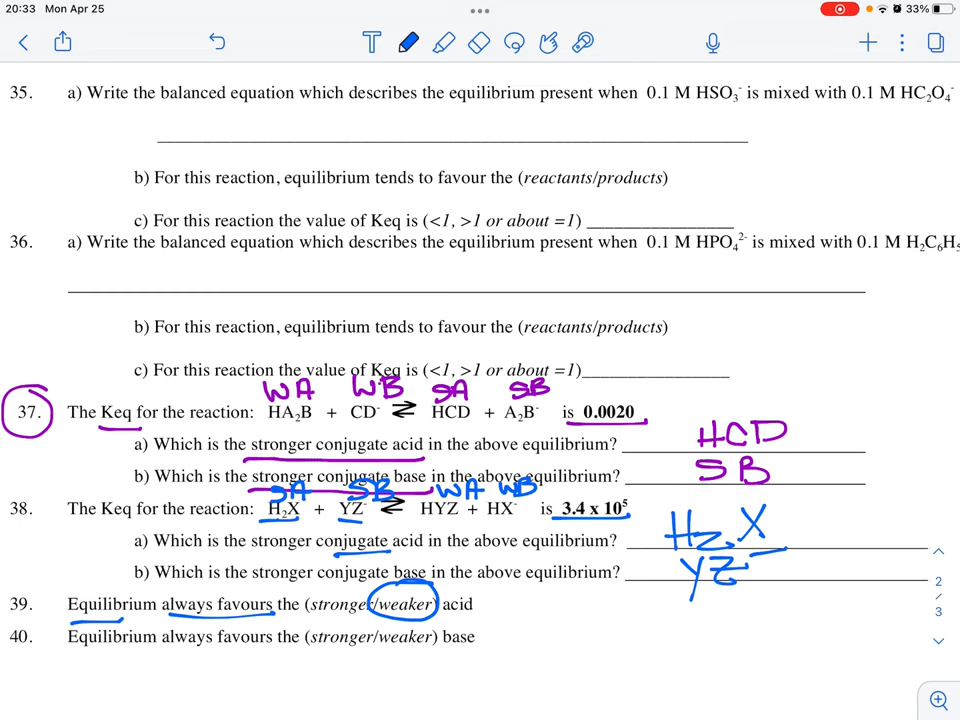 20:33 Mon Apr 25 33%
T
35. a) Write the balanced equation which describes the equilibrium present when 0.1 M HSO₃⁻ is mixed with 0.1 M HC₂O₄⁻
b) For this reaction, equilibrium tends to favour the (reactants/products)
c) For this reaction the value of Keq is (<1, >1 or about =1)
36. a) Write the balanced equation which describes the equilibrium present when 0.1 M HPO₄²⁻ is mixed with 0.1 M H₂C₆H₅
b) For this reaction, equilibrium tends to favour the (reactants/products)
c) For this reaction the value of Keq is (<1, >1 or about =1)
WA WB SA SB
37. The Keq for the reaction: HA₂B + CD⁻ ⇌ HCD + A₂B⁻ is 0.0020
a) Which is the stronger conjugate acid in the above equilibrium? HCD
b) Which is the stronger conjugate base in the above equilibrium? SB
SA SB WA WB
38. The Keq for the reaction: H₂X + YZ⁻ ⇌ HYZ + HX⁻ is 3.4 x 10⁵
a) Which is the stronger conjugate acid in the above equilibrium? H₂X
b) Which is the stronger conjugate base in the above equilibrium? YZ⁻
39. Equilibrium always favours the (stronger/weaker) acid
40. Equilibrium always favours the (stronger/weaker) base
2
/
3